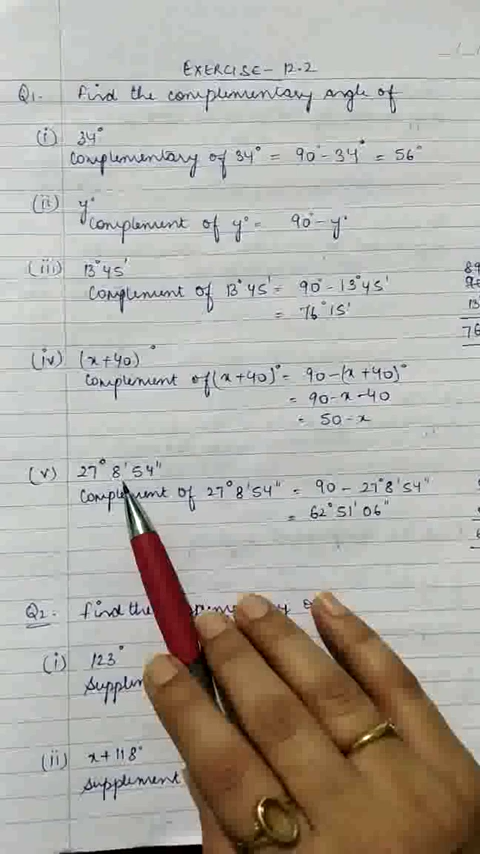 EXERCISE - 12.2
Q1. Find the complementary angle of
(i) 34°
Complementary of 34° = 90° - 34° = 56°
(ii) y°
Complement of y° = 90° - y°
(iii) 13°45'
Complement of 13°45' = 90° - 13°45'
= 76°15'
(iv) (x+40)°
Complement of (x+40)° = 90 - (x+40)°
= 90 - x - 40
= 50 - x
(v) 27°8'54"
Complement of 27°8'54" = 90 - 27°8'54"
= 62°51'06"
Q2. Find the
(i) 123°
(ii) x+118°
Supplement